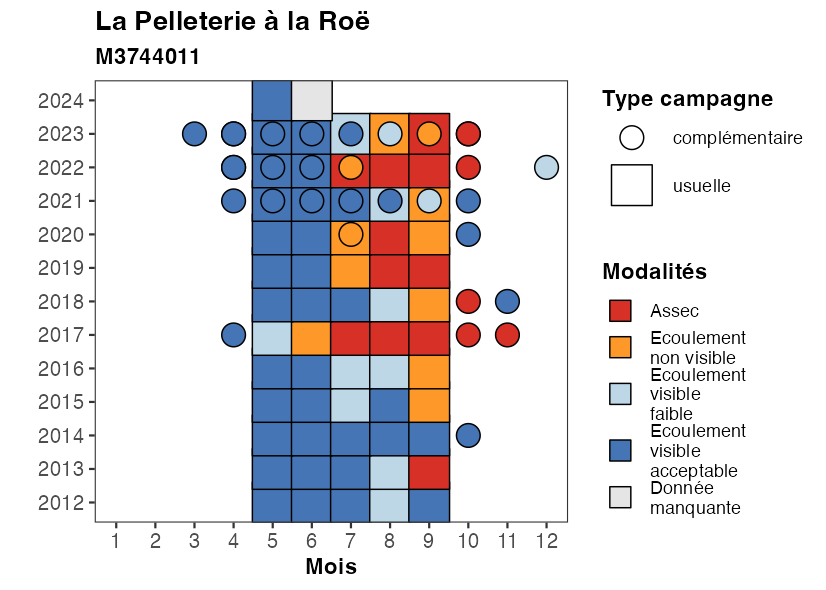 La Pelleterie à la Roë
M3744011
2024
2023
2022
2021
2020
2019
2018
2017
2016
2015
2014
2013
2012
1 2 3 4 5 6 7 8 9 10 11 12
Mois
Type campagne
complémentaire
usuelle
Modalités
Assec
Ecoulement
non visible
Ecoulement
visible
faible
Ecoulement
visible
acceptable
Donnée
manquante